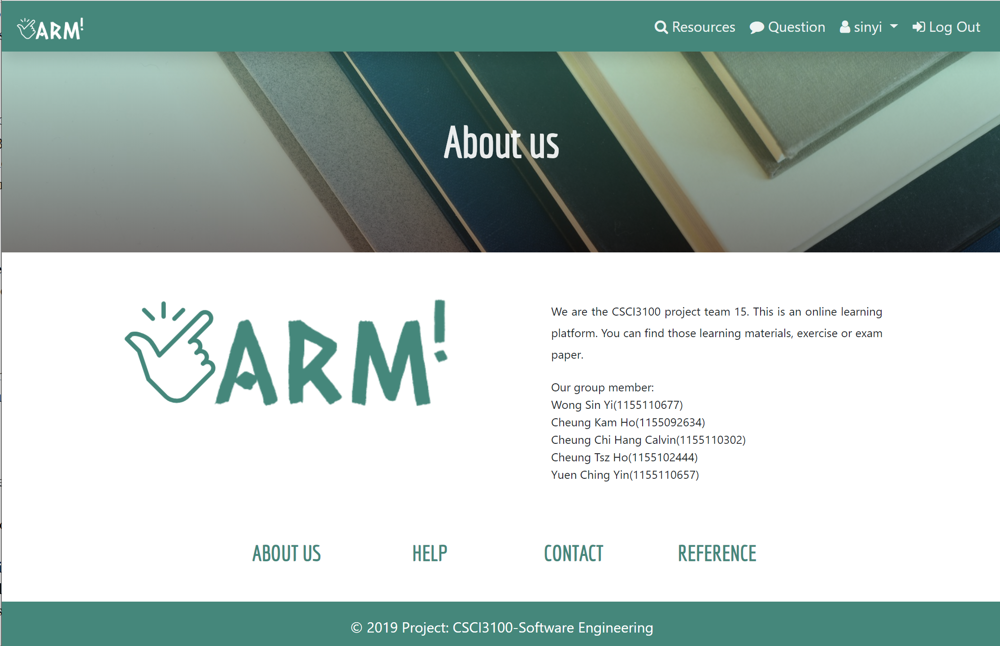 ARM!
Resources Question sinyi Log Out
About us
ARM!
We are the CSCI3100 project team 15. This is an online learning
platform. You can find those learning materials, exercise or exam
paper.
Our group member:
Wong Sin Yi(1155110677)
Cheung Kam Ho(1155092634)
Cheung Chi Hang Calvin(1155110302)
Cheung Tsz Ho(1155102444)
Yuen Ching Yin(1155110657)
ABOUT US HELP CONTACT REFERENCE
© 2019 Project: CSCI3100-Software Engineering